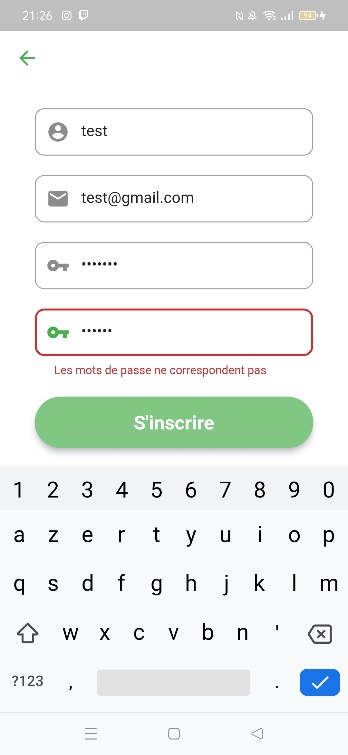 21:26
94
test
test@gmail.com
•••••••
••••••
Les mots de passe ne correspondent pas
S'inscrire
1 2 3 4 5 6 7 8 9 0
a z e r t y u i o p
q s d f g h j k l m
w x c v b n '
?123 , .